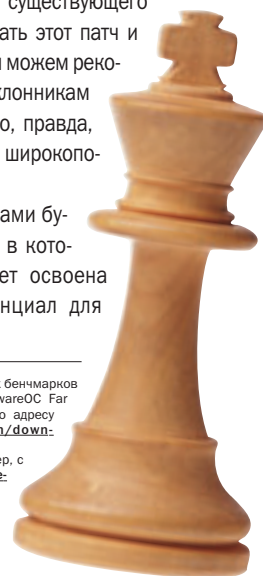 существующего
ать этот патч и
можем реко-
клонникам
о, правда,
широкопо-
ами бу-
в кото-
ет освоена
нциал для
бенчмарков
wareOC Far
о адресу
m/down-
ер, с
e-